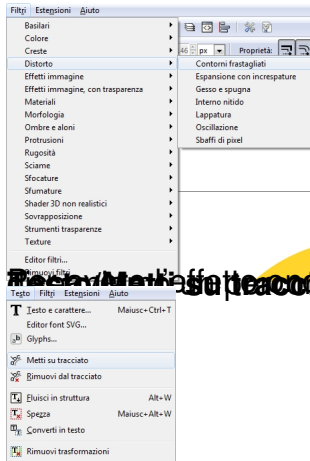 Filtri Estensioni Aiuto
Basilari
Colore
Creste
Distorto
Effetti immagine
Effetti immagine, con trasparenza
Materiali
Morfologia
Ombre e aloni
Protrusioni
Rugosità
Sciame
Sfocature
Sfumature
Shader 3D non realistici
Sovrapposizione
Strumenti trasparenze
Texture
Editor filtri...
Rimuovi filtri
px Proprietà:
Contorni frastagliati
Espansione con increspature
Gesso e spugna
Interno nitido
Lappatura
Oscillazione
Sbaffi di pixel
Testo Filtri Estensioni Aiuto
Testo e carattere... Maiusc+Ctrl+T
Editor font SVG...
Glyphs...
Metti su tracciato
Rimuovi dal tracciato
Fluisci in struttura Alt+W
Spezza Maiusc+Alt+W
Converti in testo
Rimuovi trasformazioni